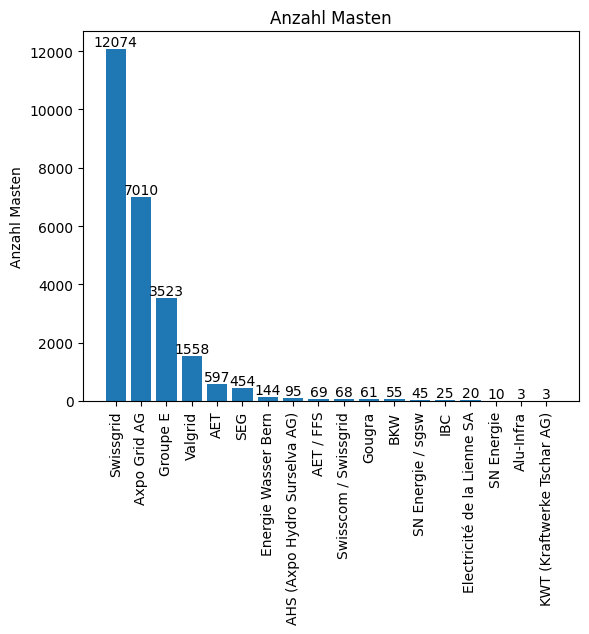 Anzahl Masten
Anzahl Masten
12000
10000
8000
6000
4000
2000
0
12074
7010
3523
1558
597
454
144
95
69
68
61
55
45
25
20
10
3
3
Swissgrid
Axpo Grid AG
Groupe E
Valgrid
AET
SEG
Energie Wasser Bern
AHS (Axpo Hydro Surselva AG)
AET / FFS
Swisscom / Swissgrid
Gougra
BKW
SN Energie / sgsw
IBC
Electricité de la Lienne SA
SN Energie
Alu-Infra
KWT (Kraftwerke Tschar AG)